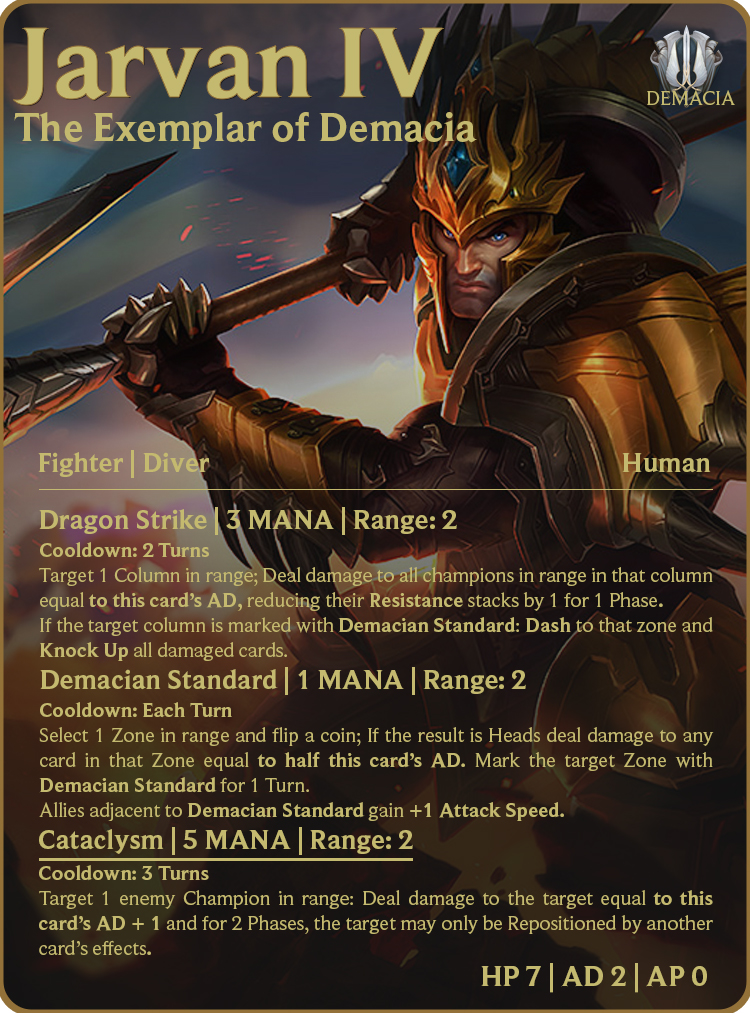 Jarvan IV
DEMACIA
The Exemplar of Demacia
Fighter | Diver
Human
Dragon Strike | 3 MANA | Range: 2
Cooldown: 2 Turns
Target 1 Column in range; Deal damage to all champions in range in that column
equal to this card's AD, reducing their Resistance stacks by 1 for 1 Phase.
If the target column is marked with Demacian Standard: Dash to that zone and
Knock Up all damaged cards.
Demacian Standard | 1 MANA | Range: 2
Cooldown: Each Turn
Select 1 Zone in range and flip a coin; If the result is Heads deal damage to any
card in that Zone equal to half this card's AD. Mark the target Zone with
Demacian Standard for 1 Turn.
Allies adjacent to Demacian Standard gain +1 Attack Speed.
Cataclysm | 5 MANA | Range: 2
Cooldown: 3 Turns
Target 1 enemy Champion in range: Deal damage to the target equal to this
card's AD + 1 and for 2 Phases, the target may only be Repositioned by another
card's effects.
HP 7 | AD 2 | AP 0